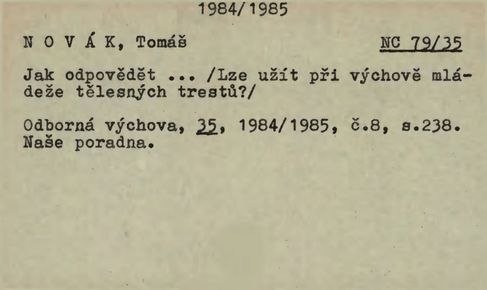 1984/1985
N O V Á K, Tomáš NC 79/35
Jak odpovědět ... /Lze užít při výchově mlá-
deže tělesných trestů?/
Odborná výchova, 35, 1984/1985, č.8, s.238.
Naše poradna.